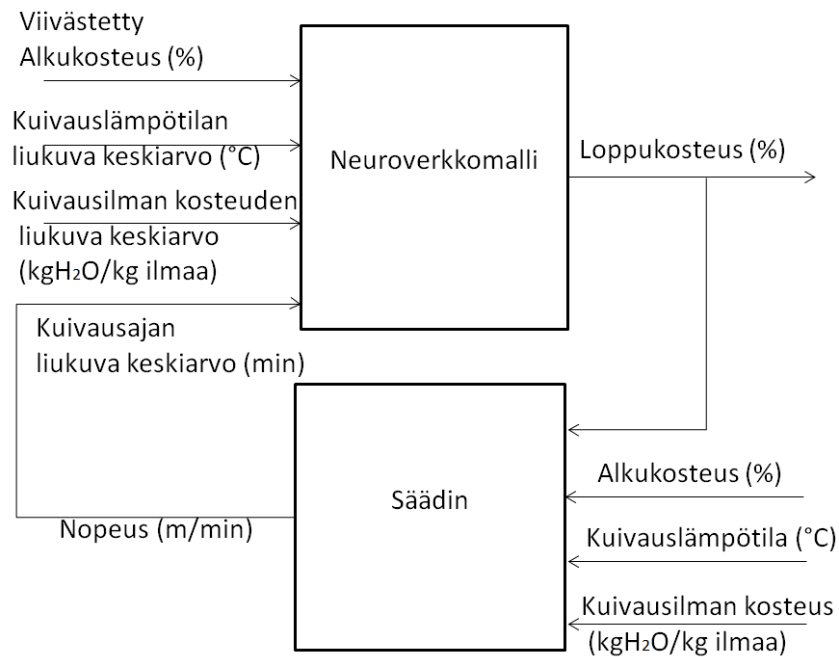 Viivästetty
Alkukosteus (%)
Kuivauslämpötilan
liukuva keskiarvo (°C)
Kuivausilman kosteuden
liukuva keskiarvo
(kgH₂O/kg ilmaa)
Kuivausajan
liukuva keskiarvo (min)
Neuroverkkomalli
Loppukosteus (%)
Säädin
Nopeus (m/min)
Alkukosteus (%)
Kuivauslämpötila (°C)
Kuivausilman kosteus
(kgH₂O/kg ilmaa)